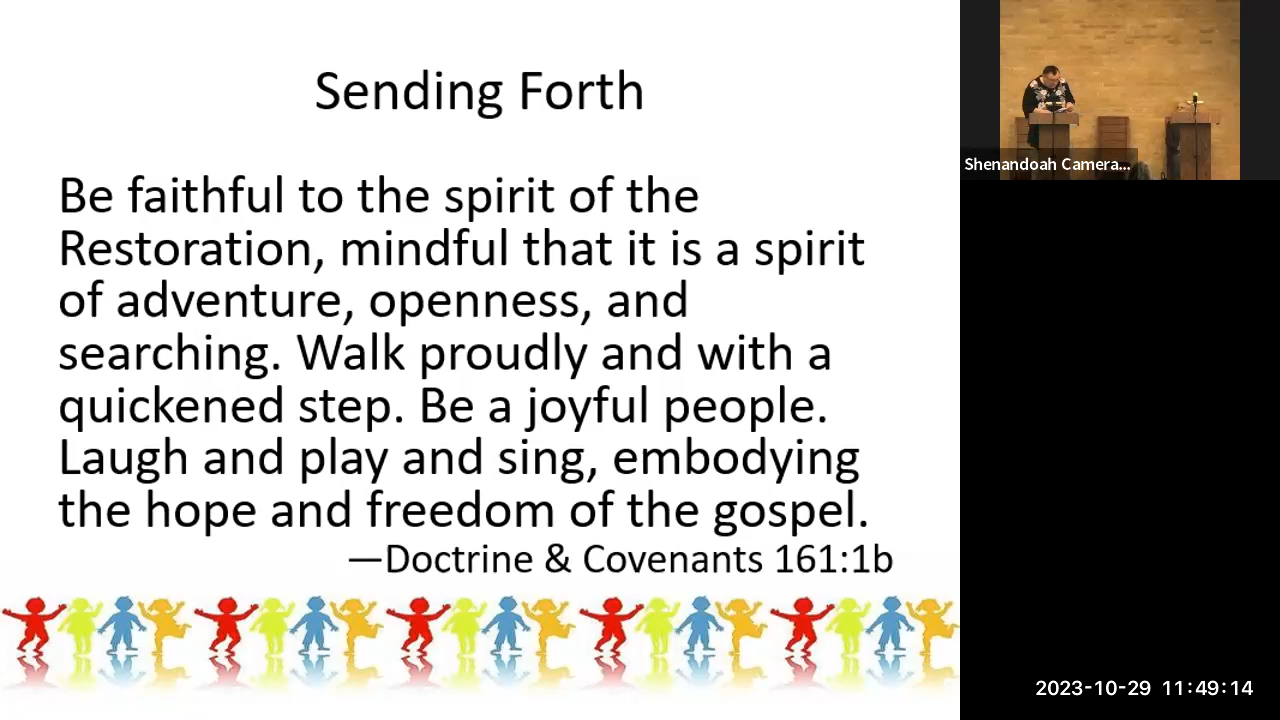 Sending Forth
Be faithful to the spirit of the
Restoration, mindful that it is a spirit
of adventure, openness, and
searching. Walk proudly and with a
quickened step. Be a joyful people.
Laugh and play and sing, embodying
the hope and freedom of the gospel.
—Doctrine & Covenants 161:1b
Shenandoah Camera...
2023-10-29 11:49:14